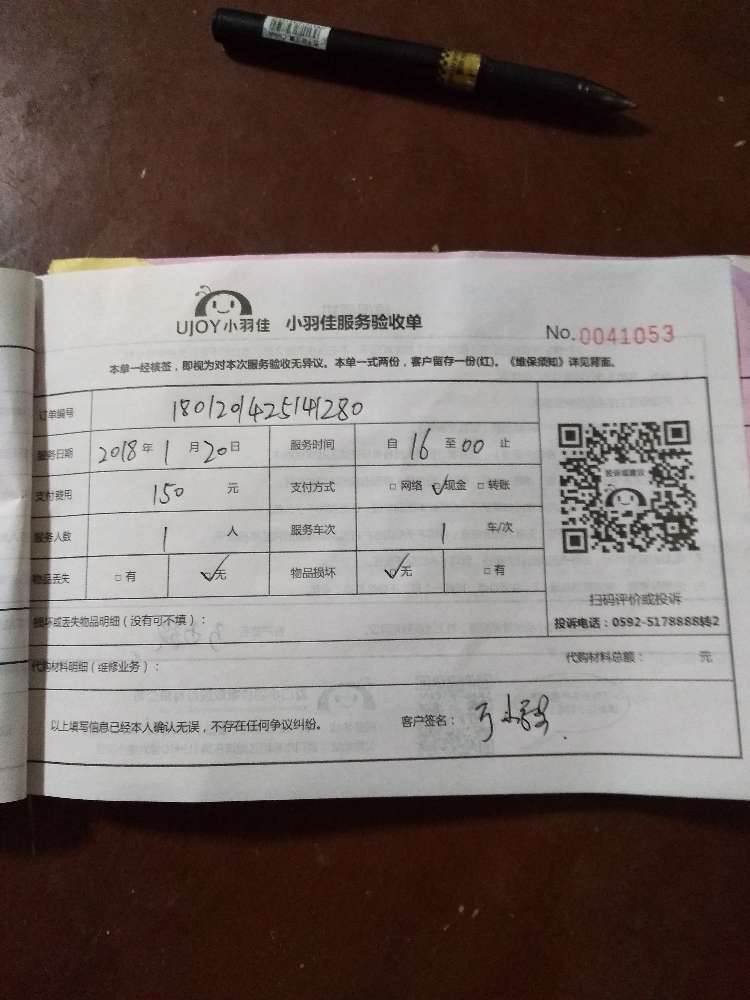 UJOY小羽佳 小羽佳服务验收单
No.0041053
本单一经核签，即视为对本次服务验收无异议。本单一式两份，客户留存一份(红)。《维保须知》详见背面。
订单编号 1801201425141280
服务日期 2018年1月20日 服务时间 自16至00止
支付费用 150元 支付方式 □网络 ☑现金 □转账
服务人数 1人 服务车次 1车/次
物品丢失 □有 ☑无 物品损坏 ☑无 □有
投诉或建议
扫码评价或投诉
损坏或丢失物品明细（没有可不填）：
投诉电话：0592-5178888转2
代购材料明细（维修业务）： 代购材料总额： 元
以上填写信息已经本人确认无误，不存在任何争议纠纷。 客户签名：